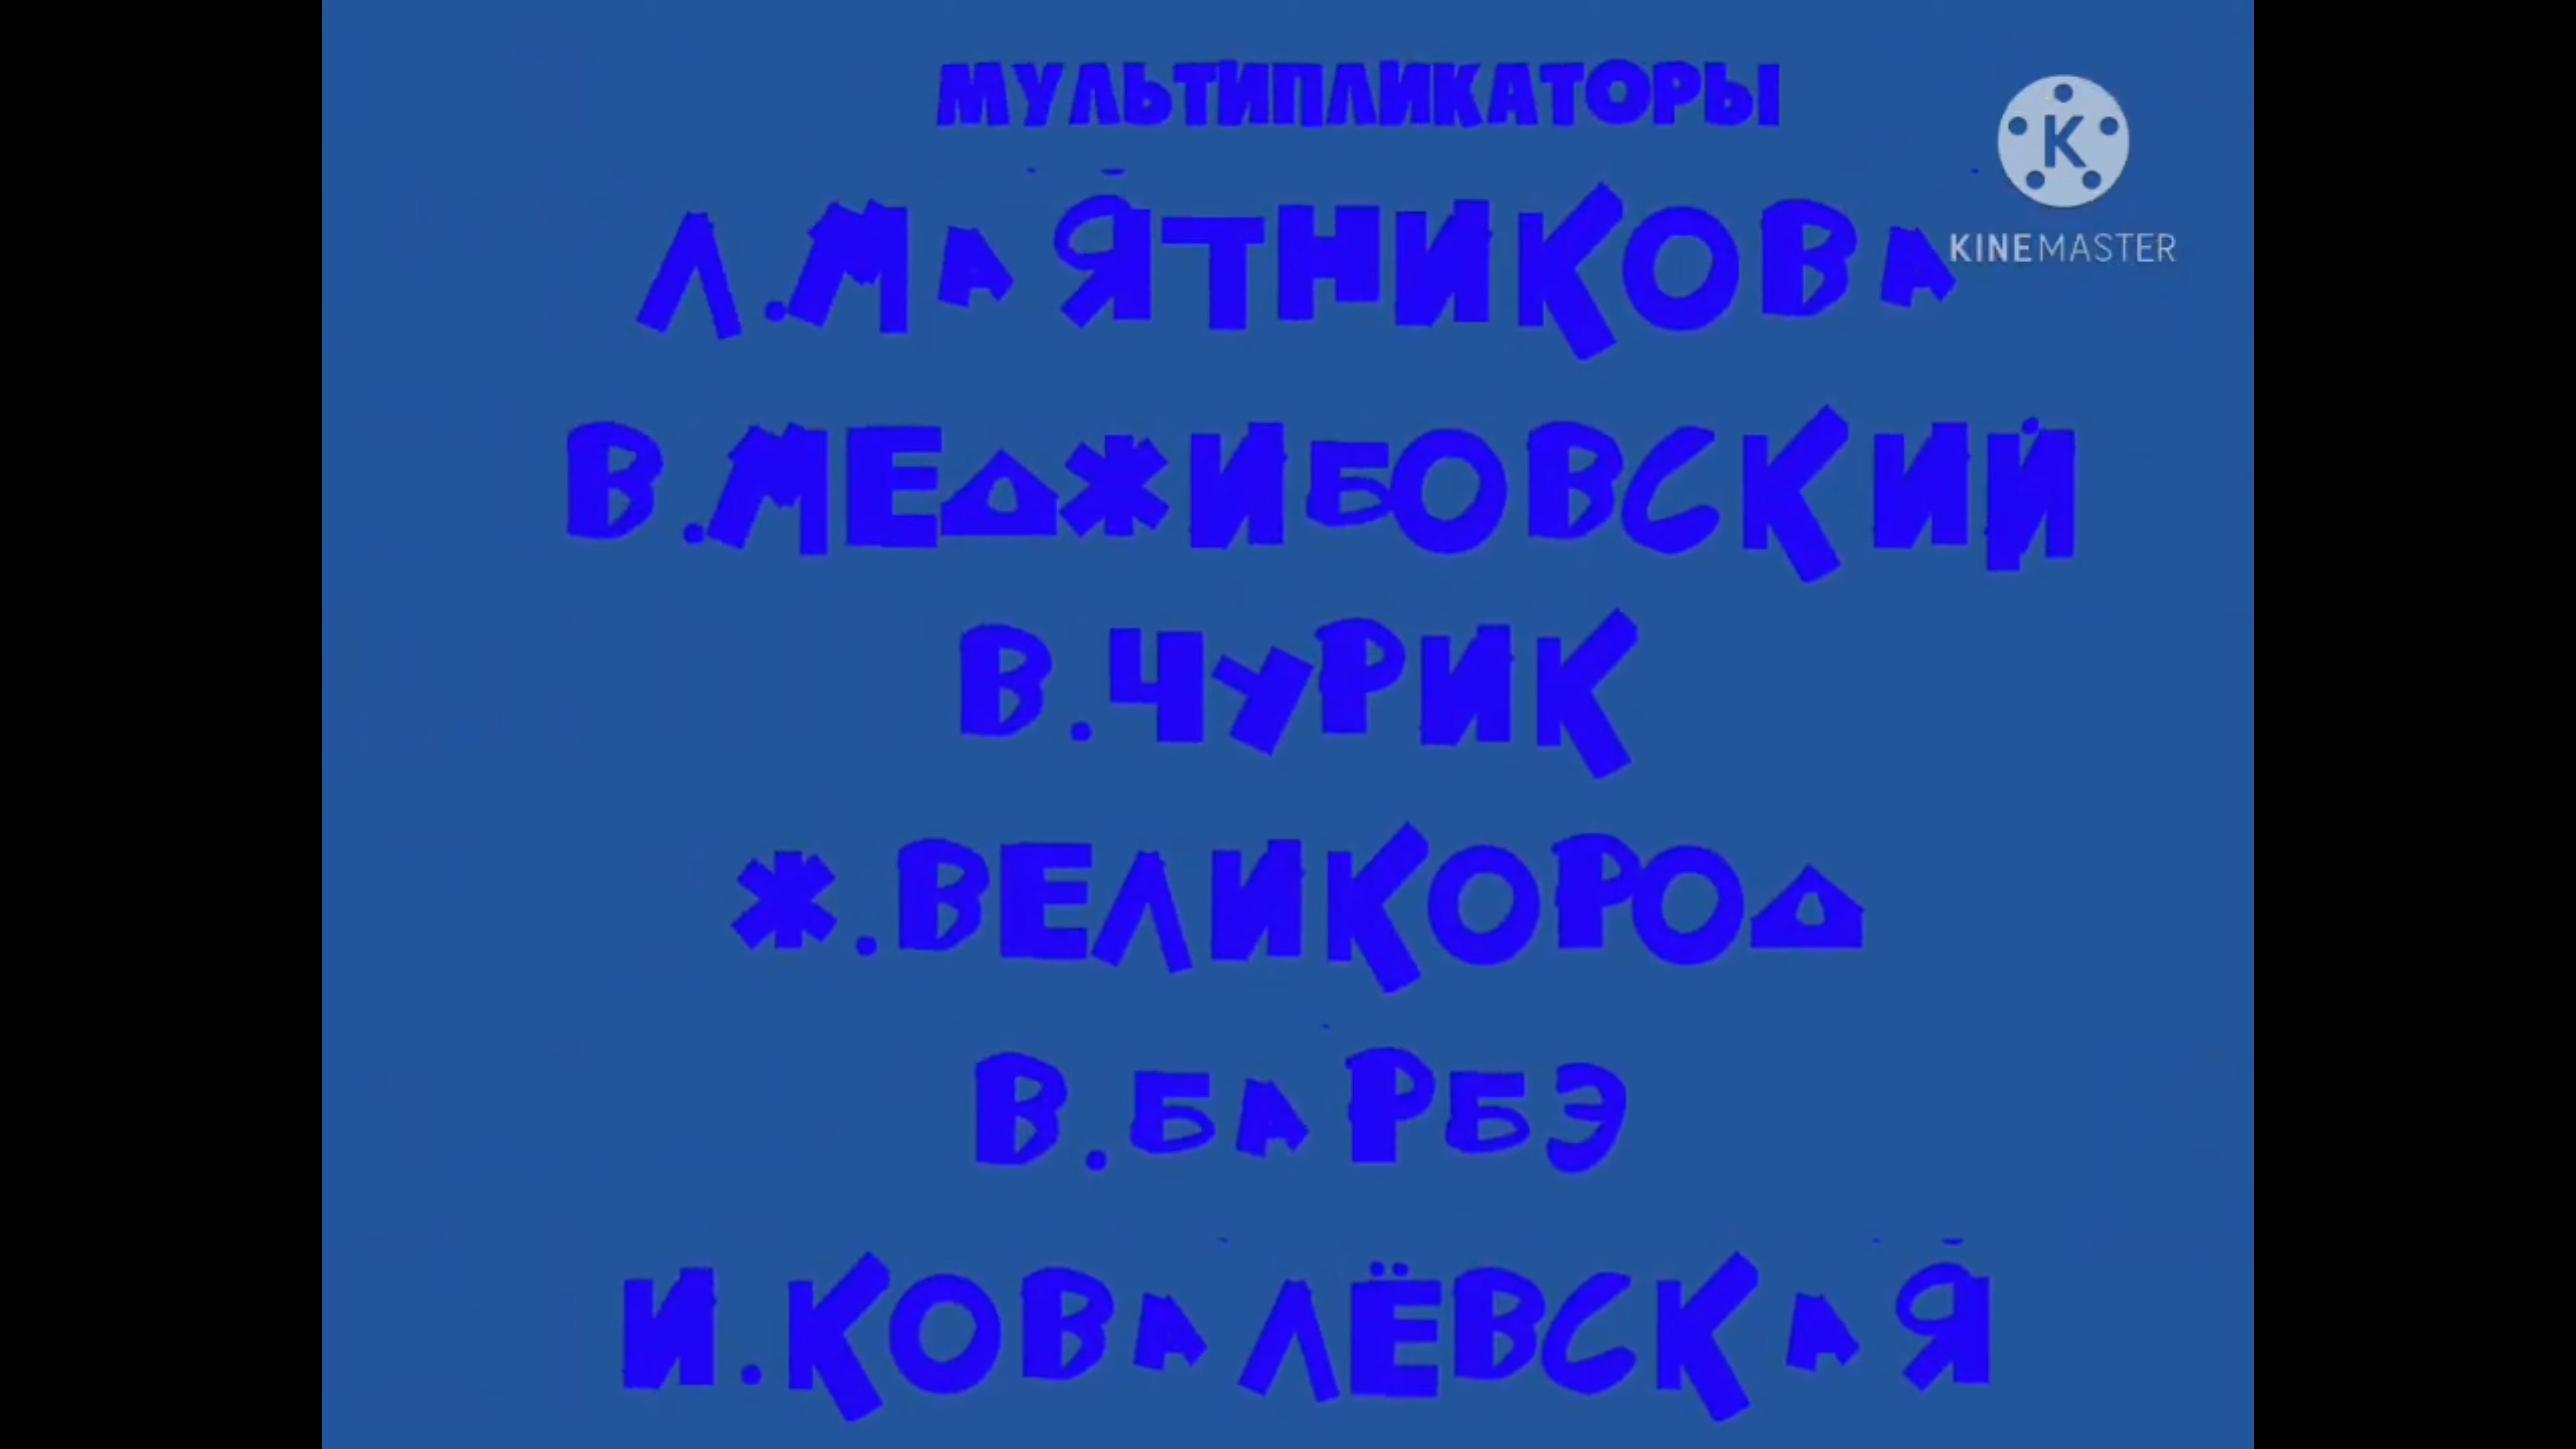 МУЛЬТИПЛИКАТОРЫ
Л.МАЯТНИКОВА
KINEMASTER
В.МЕДЖИБОВСКИЙ
В.ЧУРИК
Ж.ВЕЛИКОРОД
В.БАРБЭ
И.КОВАЛЁВСКАЯ